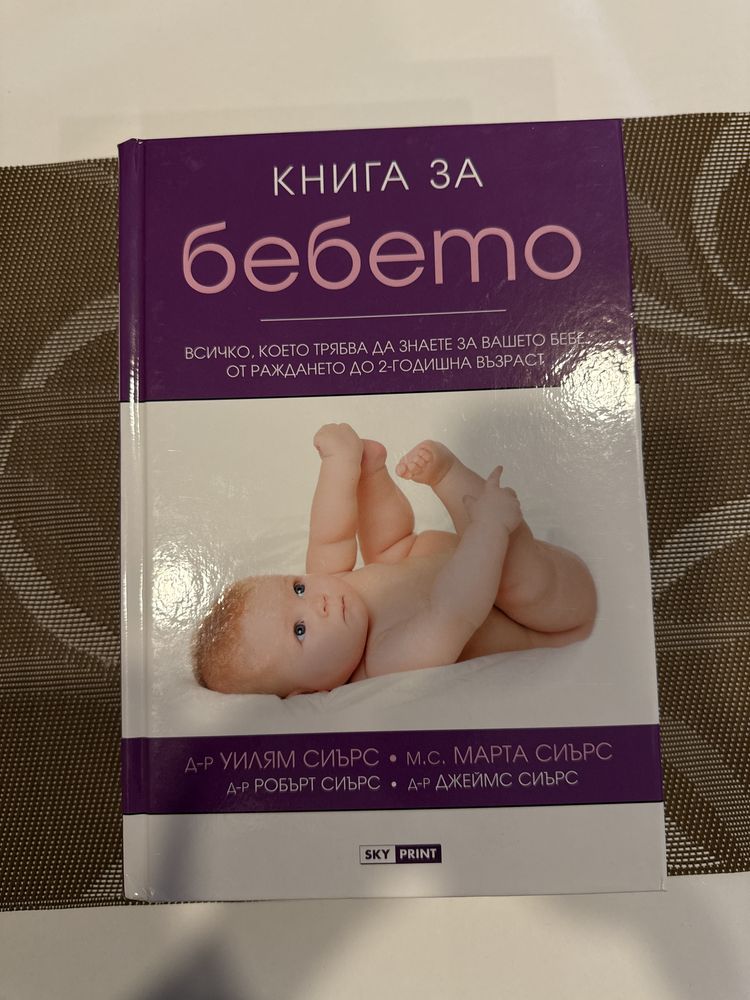 КНИГА ЗА
бебето
ВСИЧКО, КОЕТО ТРЯБВА ДА ЗНАЕТЕ ЗА ВАШЕТО БЕБЕ -
ОТ РАЖДАНЕТО ДО 2-ГОДИШНА ВЪЗРАСТ
д-р УИЛЯМ СИЪРС • м.с. МАРТА СИЪРС
д-р РОБЪРТ СИЪРС • д-р ДЖЕЙМС СИЪРС
SKY PRINT